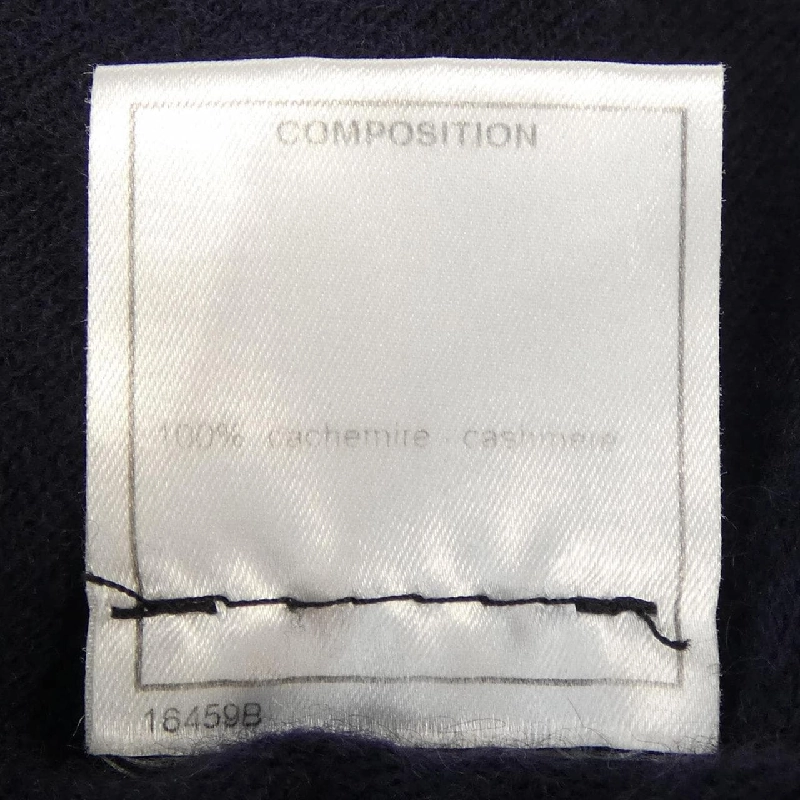 COMPOSITION
100% cachemire - cashmere
16459B